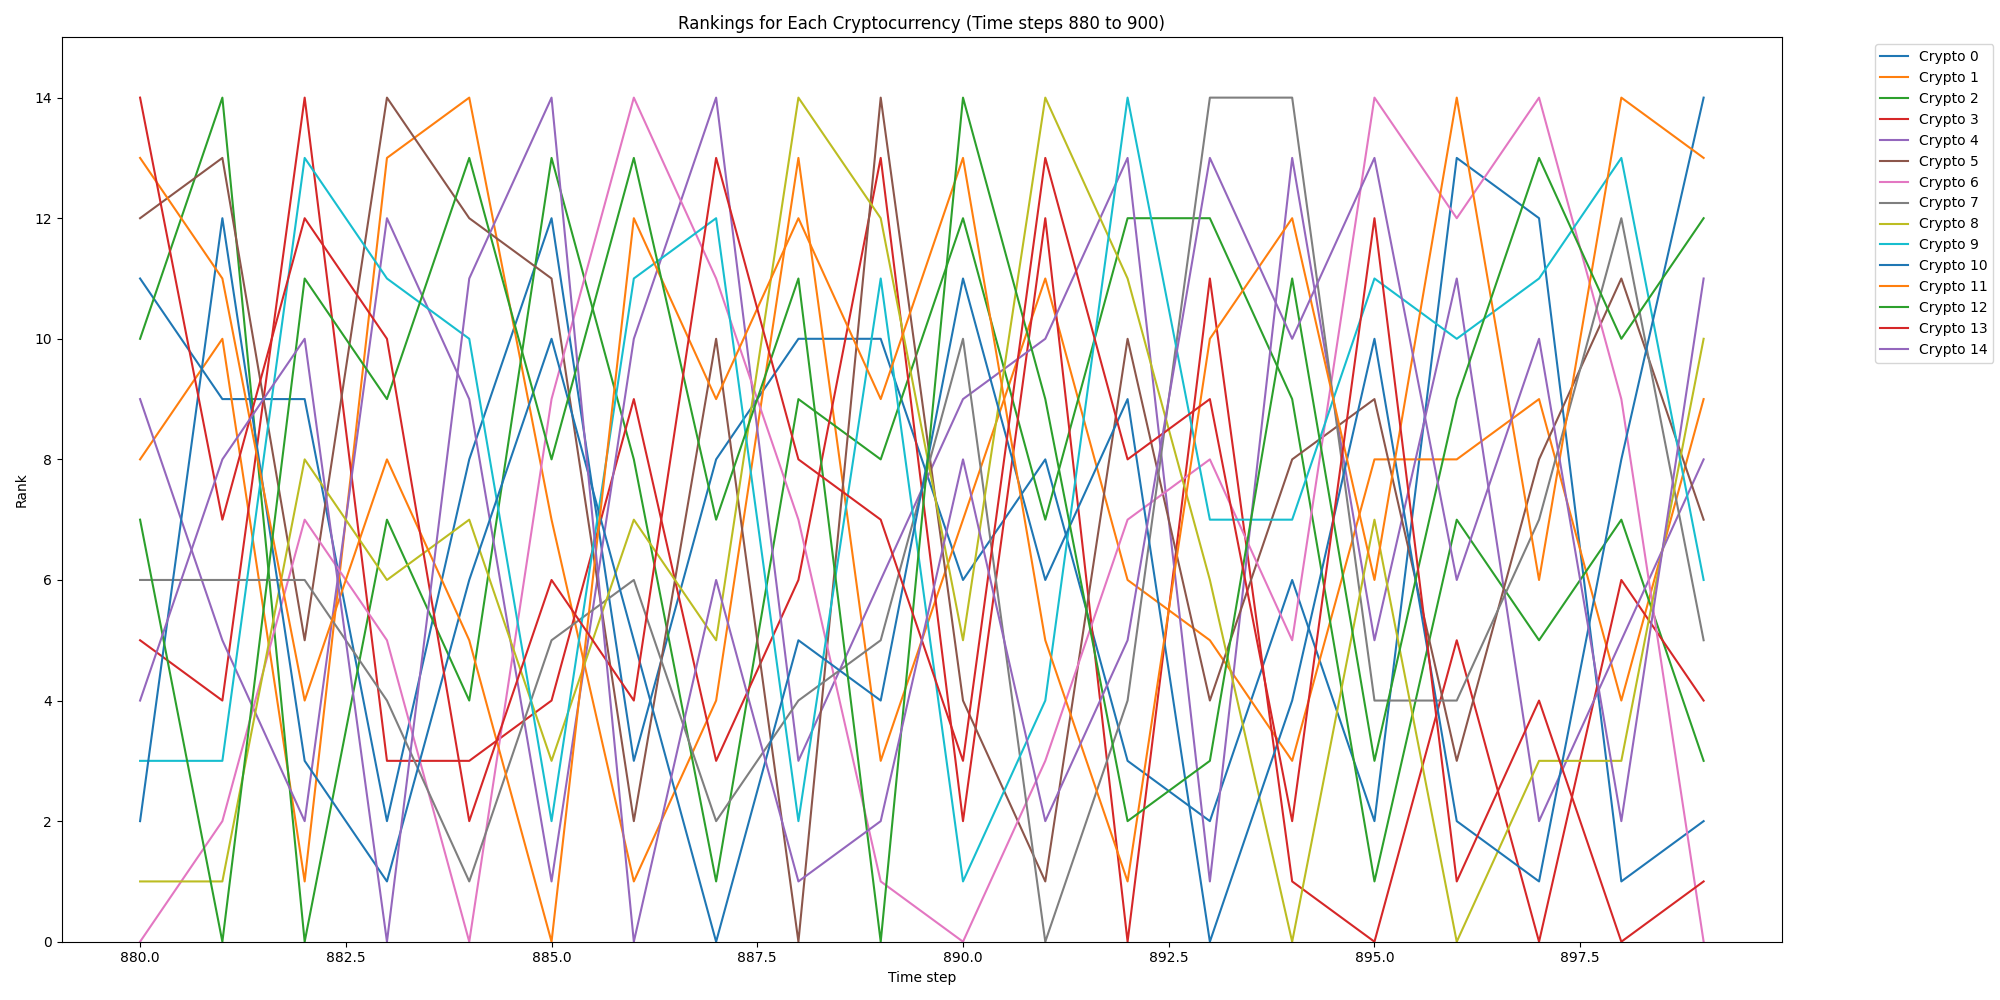 Rankings for Each Cryptocurrency (Time steps 880 to 900)
Rank
14
12
10
8
6
4
2
0
880.0 882.5 885.0 887.5 890.0 892.5 895.0 897.5
Time step
Crypto 0
Crypto 1
Crypto 2
Crypto 3
Crypto 4
Crypto 5
Crypto 6
Crypto 7
Crypto 8
Crypto 9
Crypto 10
Crypto 11
Crypto 12
Crypto 13
Crypto 14